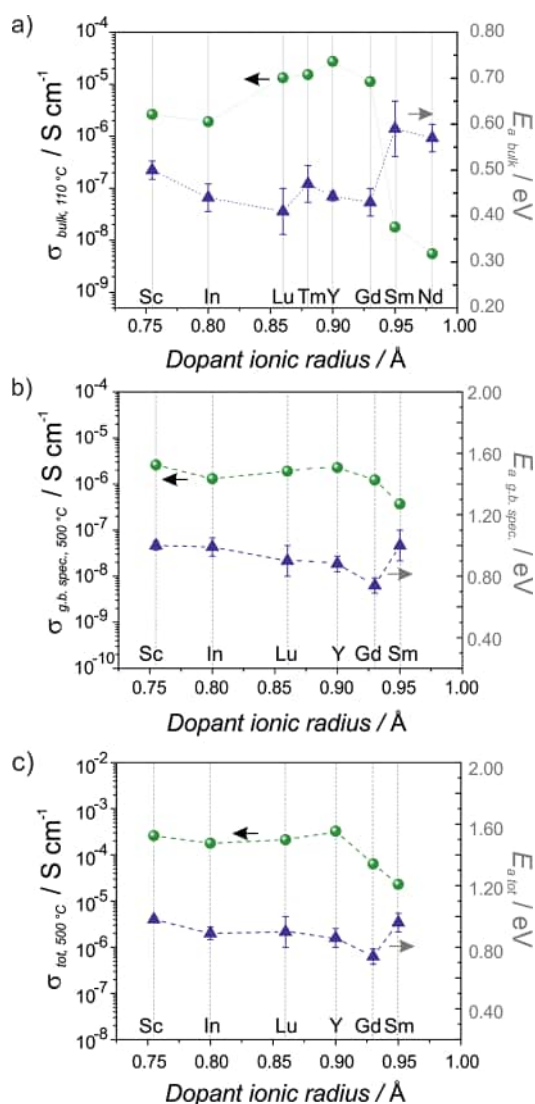 a)
10⁻⁴
10⁻⁵
10⁻⁶
10⁻⁷
10⁻⁸
10⁻⁹
σ bulk, 110 °C / S cm⁻¹
0.80
0.70
0.60
0.50
0.40
0.30
0.20
E a bulk / eV
Sc In Lu Tm Y Gd Sm Nd
0.75 0.80 0.85 0.90 0.95 1.00
Dopant ionic radius / Å
b)
10⁻⁴
10⁻⁵
10⁻⁶
10⁻⁷
10⁻⁸
10⁻⁹
10⁻¹⁰
σ g.b. spec., 500 °C / S cm⁻¹
2.00
1.60
1.20
0.80
0.40
E a g.b. spec. / eV
Sc In Lu Y Gd Sm
0.75 0.80 0.85 0.90 0.95 1.00
Dopant ionic radius / Å
c)
10⁻²
10⁻³
10⁻⁴
10⁻⁵
10⁻⁶
10⁻⁷
10⁻⁸
σ tot, 500 °C / S cm⁻¹
2.00
1.60
1.20
0.80
0.40
E a tot / eV
Sc In Lu Y Gd Sm
0.75 0.80 0.85 0.90 0.95 1.00
Dopant ionic radius / Å